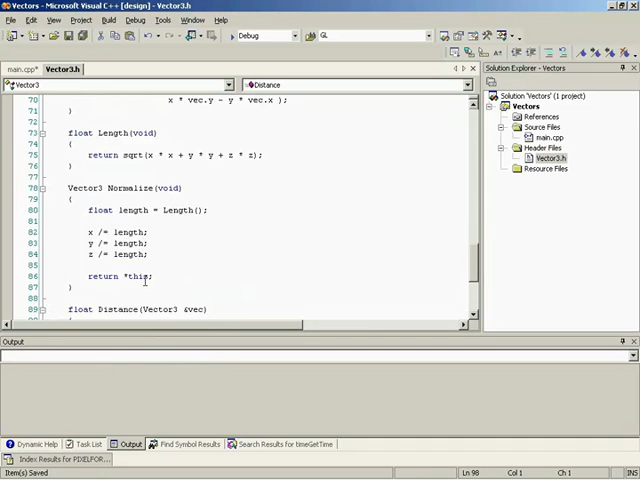 Vectors - Microsoft Visual C++ [design] - Vector3.h
File Edit View Project Build Debug Tools Window Help
Debug GL
main.cpp* Vector3.h
Vector3 Distance
70 x * vec.y - y * vec.x );
71 }
72
73 float Length(void)
74 {
75 return sqrt(x * x + y * y + z * z);
76 }
77
78 Vector3 Normalize(void)
79 {
80 float length = Length();
81
82 x /= length;
83 y /= length;
84 z /= length;
85
86 return *this;
87 }
88
89 float Distance(Vector3 &vec)
Solution Explorer - Vectors
Solution 'Vectors' (1 project)
Vectors
References
Source Files
main.cpp
Header Files
Vector3.h
Resource Files
Output
Dynamic Help Task List Output Find Symbol Results Search Results for timeGetTime
Index Results for PIXELFOR...
Item(s) Saved Ln 98 Col 1 Ch 1 INS